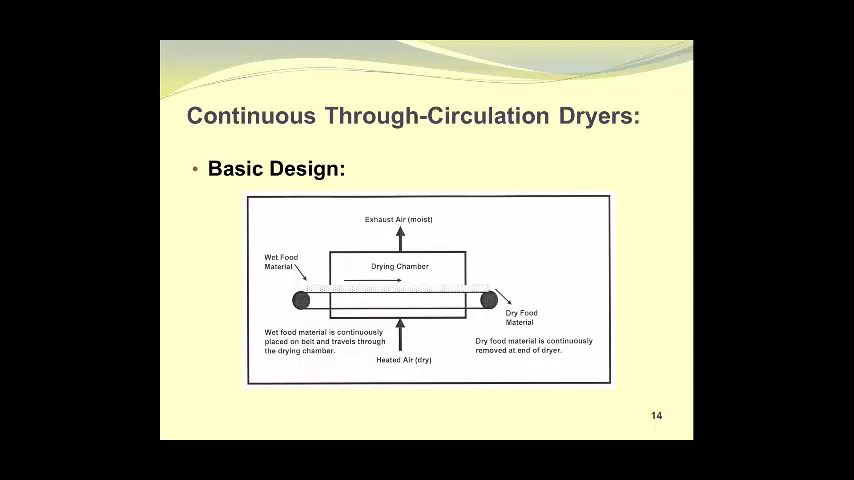 Continuous Through-Circulation Dryers:
• Basic Design:
Exhaust Air (moist)
Wet Food
Material
Drying Chamber
Dry Food
Material
Wet food material is continuously
placed on belt and travels through
the drying chamber.
Dry food material is continuously
removed at end of dryer.
Heated Air (dry)
14